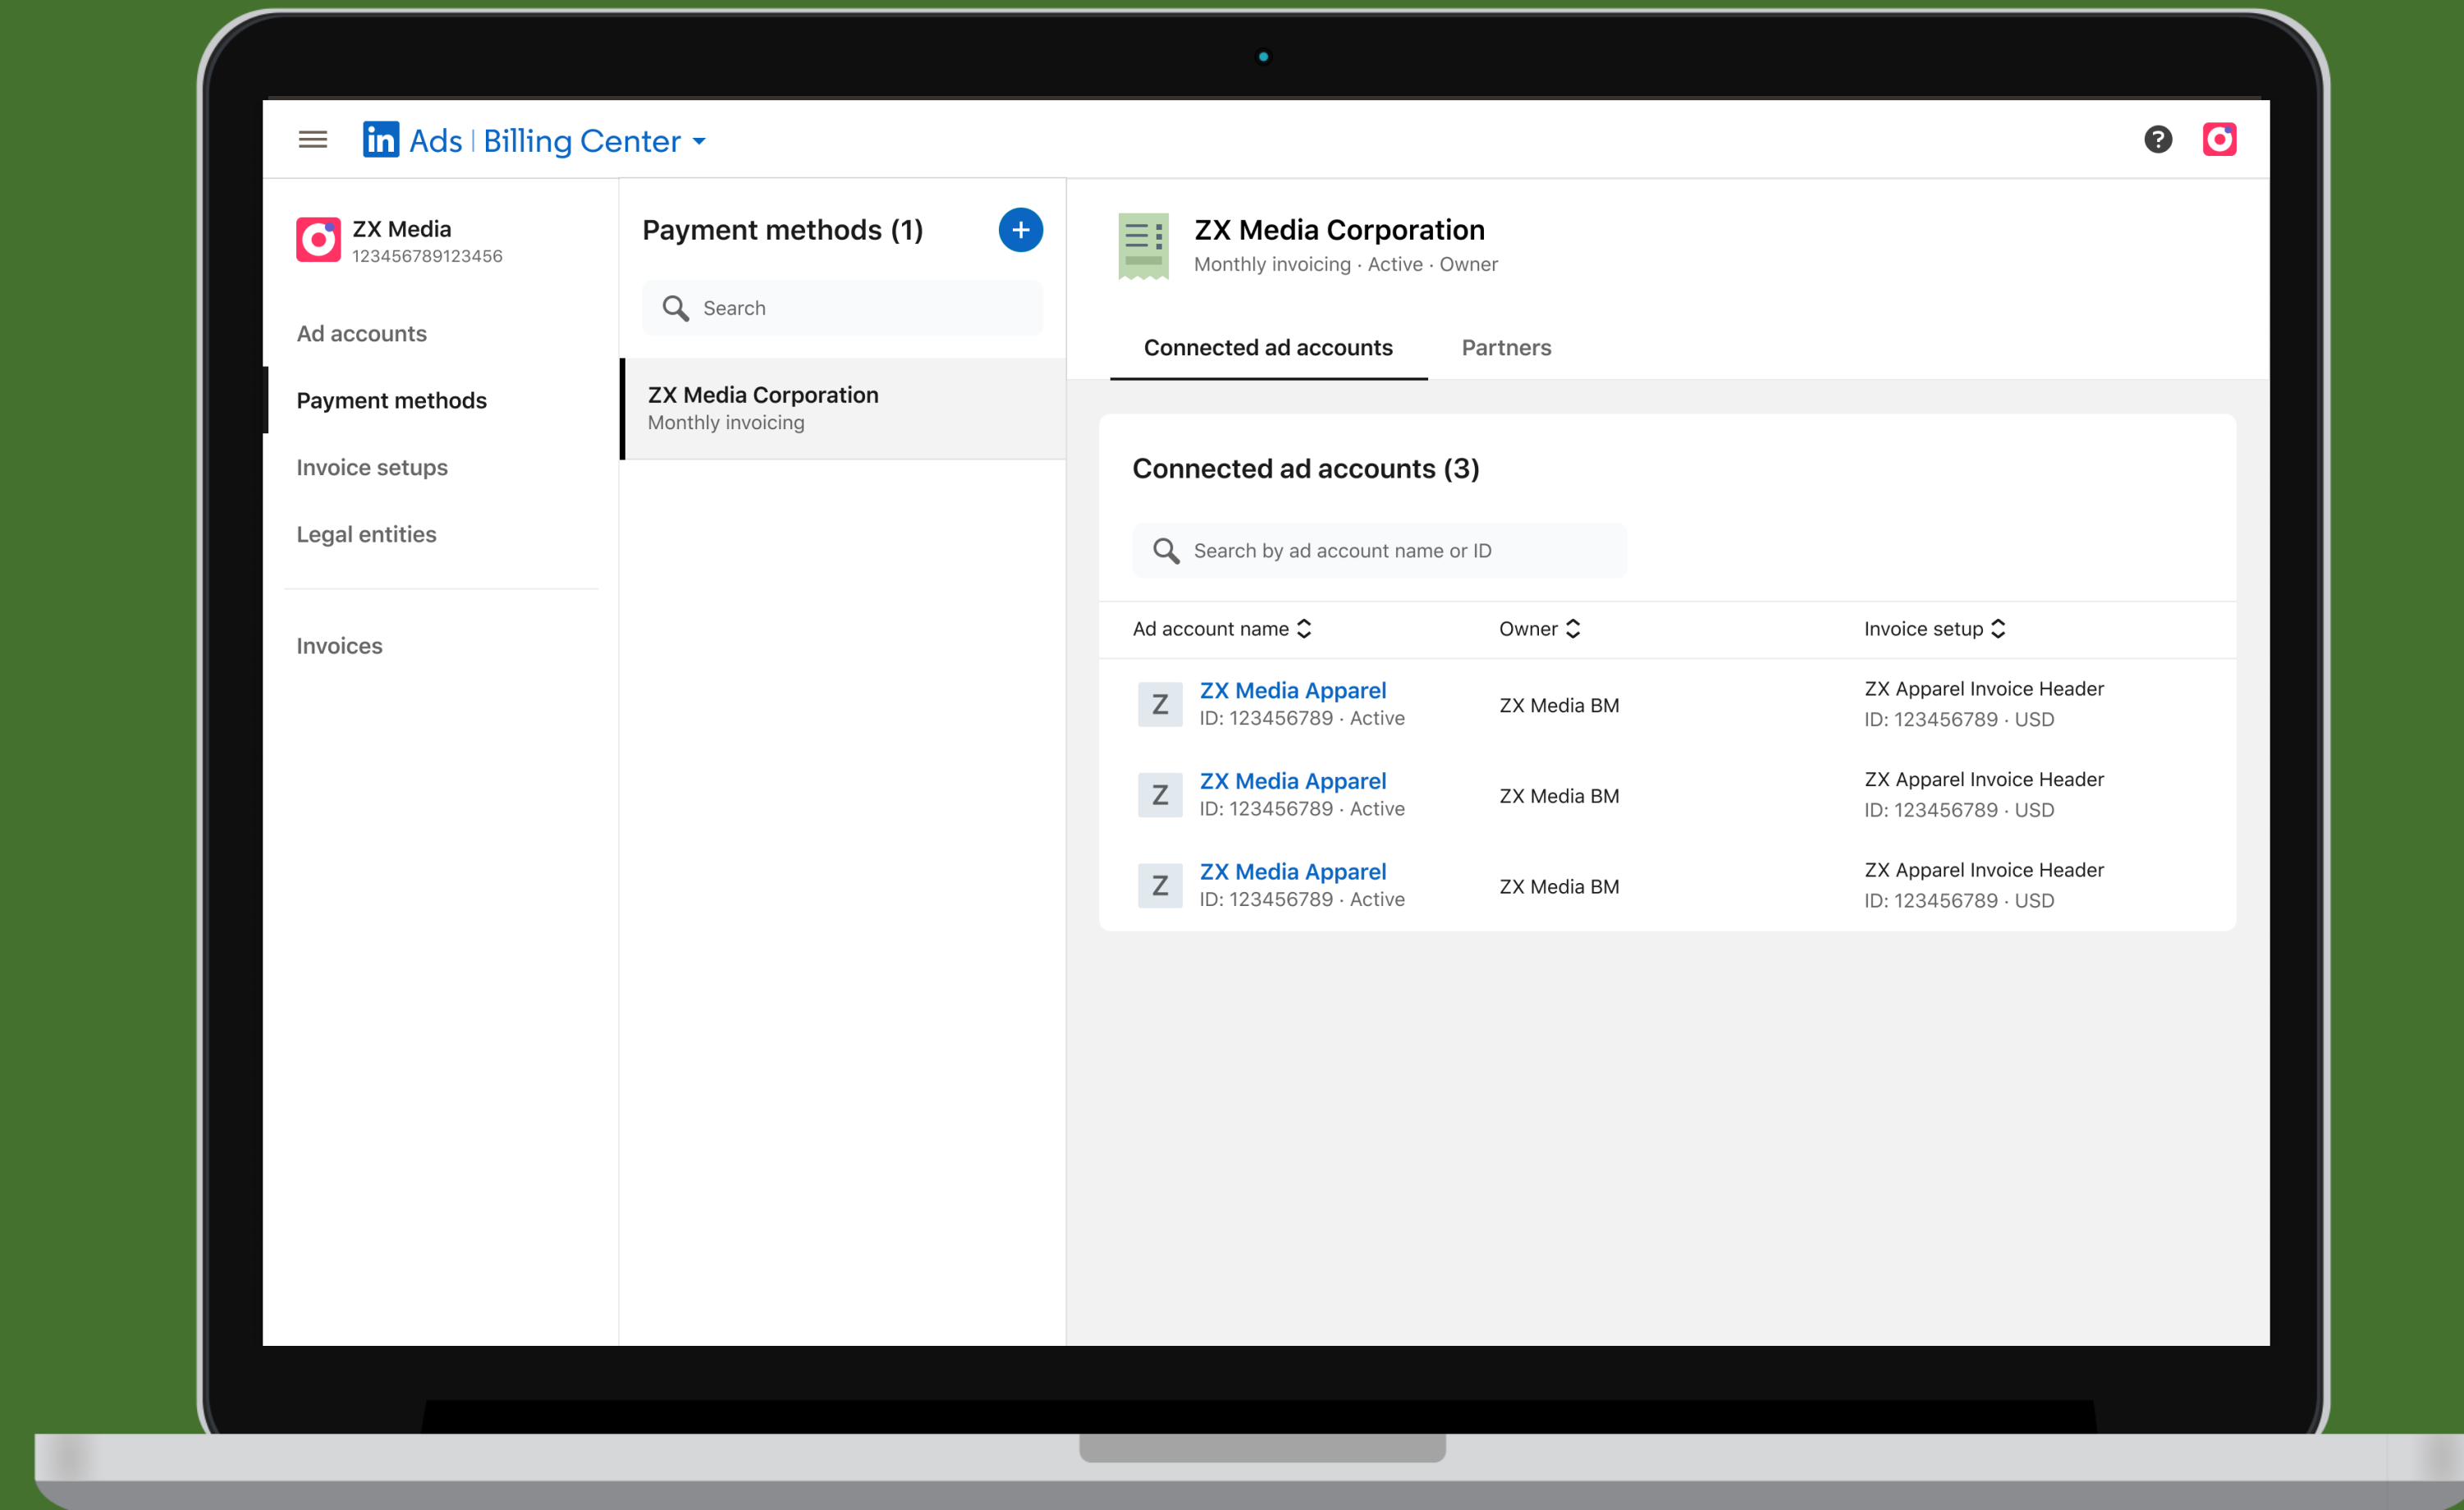 in Ads | Billing Center
ZX Media
123456789123456
Ad accounts
Payment methods
Invoice setups
Legal entities
Invoices
Payment methods (1)
Search
ZX Media Corporation
Monthly invoicing
ZX Media Corporation
Monthly invoicing · Active · Owner
Connected ad accounts Partners
Connected ad accounts (3)
Search by ad account name or ID
Ad account name Owner Invoice setup
Z
ZX Media Apparel
ID: 123456789 · Active
ZX Media BM
ZX Apparel Invoice Header
ID: 123456789 · USD
Z
ZX Media Apparel
ID: 123456789 · Active
ZX Media BM
ZX Apparel Invoice Header
ID: 123456789 · USD
Z
ZX Media Apparel
ID: 123456789 · Active
ZX Media BM
ZX Apparel Invoice Header
ID: 123456789 · USD